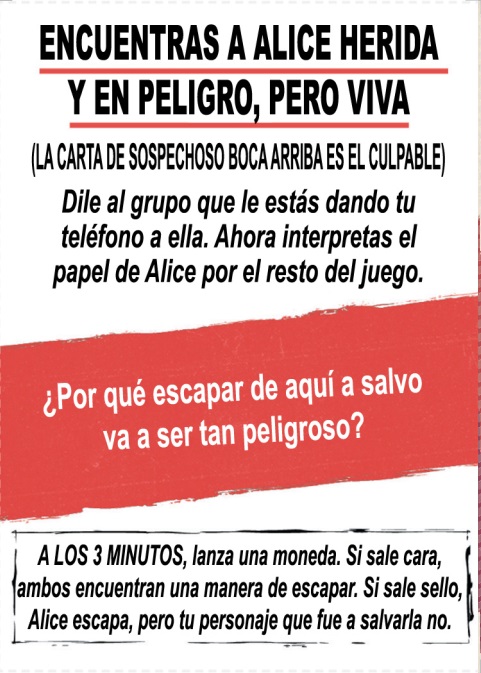 ENCUENTRAS A ALICE HERIDA
Y EN PELIGRO, PERO VIVA
(LA CARTA DE SOSPECHOSO BOCA ARRIBA ES EL CULPABLE)
Dile al grupo que le estás dando tu
teléfono a ella. Ahora interpretas el
papel de Alice por el resto del juego.
¿Por qué escapar de aquí a salvo
va a ser tan peligroso?
A LOS 3 MINUTOS, lanza una moneda. Si sale cara,
ambos encuentran una manera de escapar. Si sale sello,
Alice escapa, pero tu personaje que fue a salvarla no.